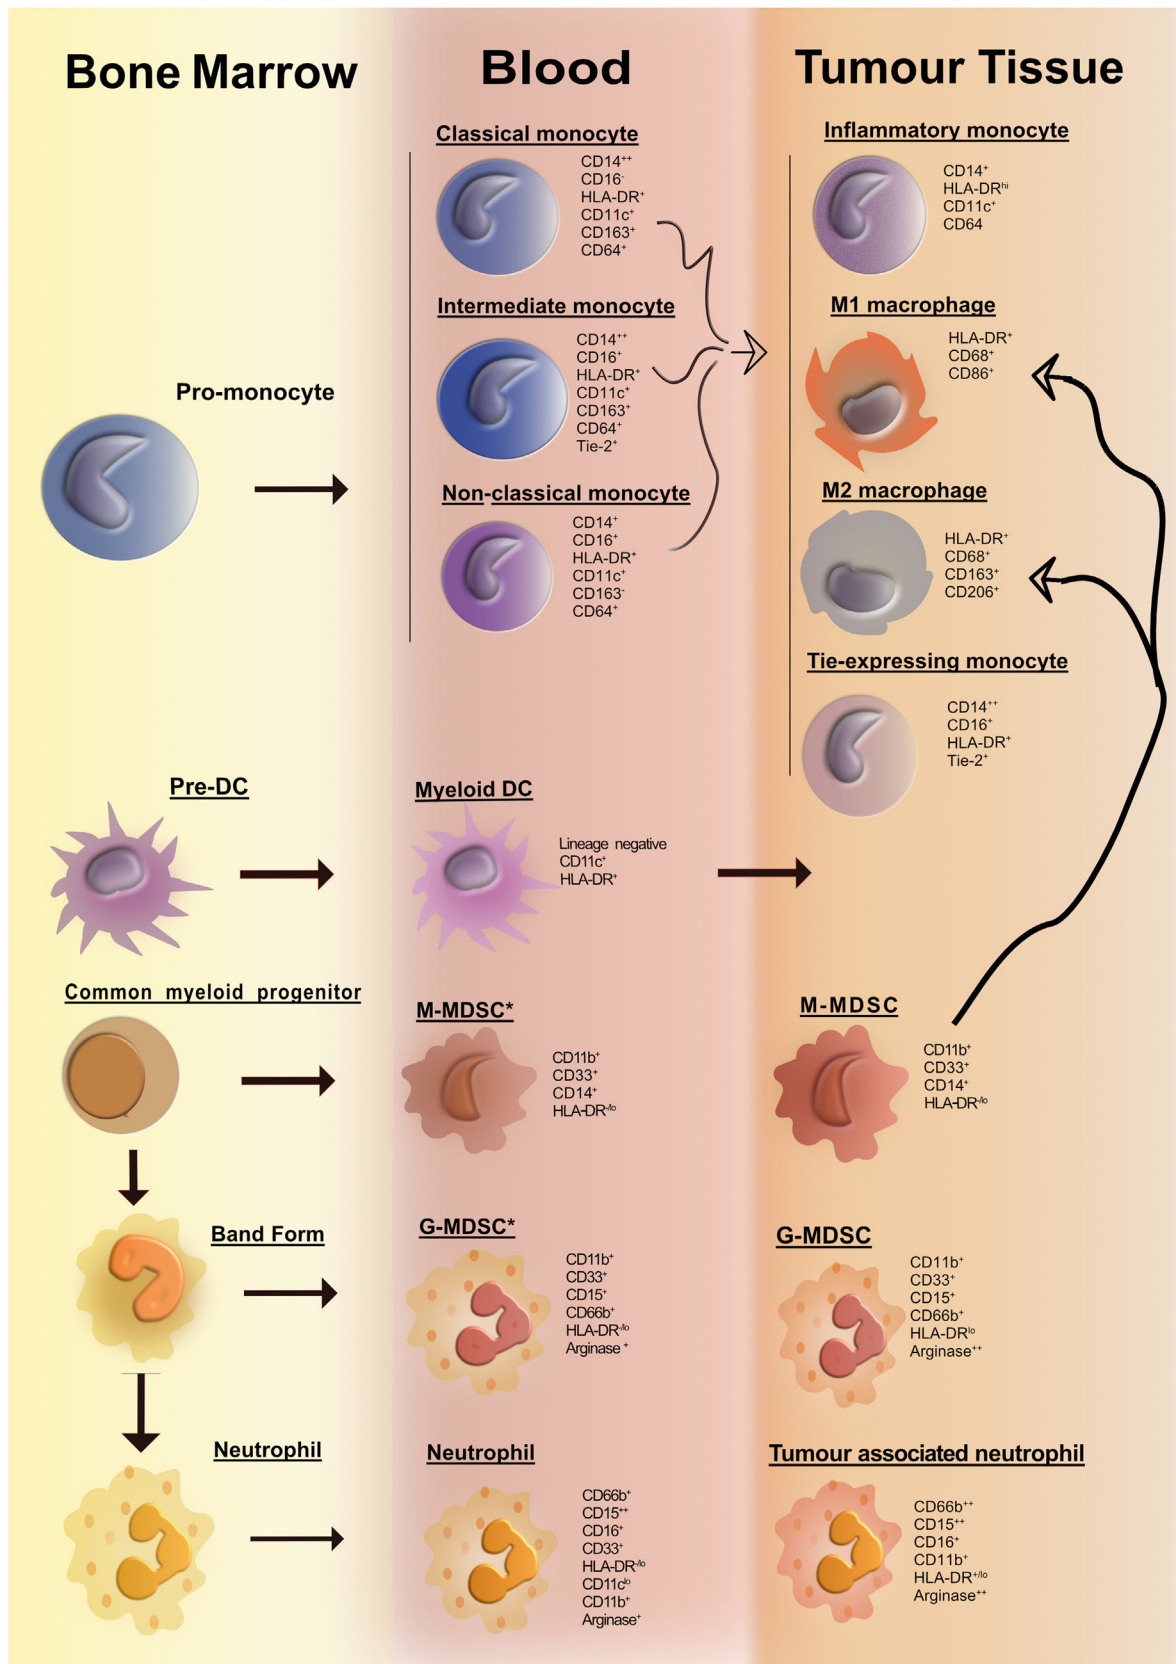 Bone Marrow
Blood
Tumour Tissue
Pro-monocyte
Pre-DC
Common myeloid progenitor
Band Form
Neutrophil
Classical monocyte
CD14⁺⁺
CD16⁻
HLA-DR⁺
CD11c⁺
CD163⁺
CD64⁺
Intermediate monocyte
CD14⁺⁺
CD16⁺
HLA-DR⁺
CD11c⁺
CD163⁺
CD64⁺
Tie-2⁺
Non-classical monocyte
CD14⁺
CD16⁺
HLA-DR⁺
CD11c⁺
CD163⁻
CD64⁺
Myeloid DC
Lineage negative
CD11c⁺
HLA-DR⁺
M-MDSC*
CD11b⁺
CD33⁺
CD14⁺
HLA-DR⁻/ˡᵒ
G-MDSC*
CD11b⁺
CD33⁺
CD15⁺
CD66b⁺
HLA-DR⁻/ˡᵒ
Arginase ⁺
Neutrophil
CD66b⁺
CD15⁺⁺
CD16⁺
CD33⁺
HLA-DR⁻/ˡᵒ
CD11cˡᵒ
CD11b⁺
Arginase⁺
Inflammatory monocyte
CD14⁺
HLA-DRʰⁱ
CD11c⁺
CD64
M1 macrophage
HLA-DR⁺
CD68⁺
CD86⁺
M2 macrophage
HLA-DR⁺
CD68⁺
CD163⁺
CD206⁺
Tie-expressing monocyte
CD14⁺⁺
CD16⁺
HLA-DR⁺
Tie-2⁺
M-MDSC
CD11b⁺
CD33⁺
CD14⁺
HLA-DR⁻/ˡᵒ
G-MDSC
CD11b⁺
CD33⁺
CD15⁺
CD66b⁺
HLA-DRˡᵒ
Arginase⁺⁺
Tumour associated neutrophil
CD66b⁺⁺
CD15⁺⁺
CD16⁺
CD11b⁺
HLA-DR⁺/ˡᵒ
Arginase⁺⁺